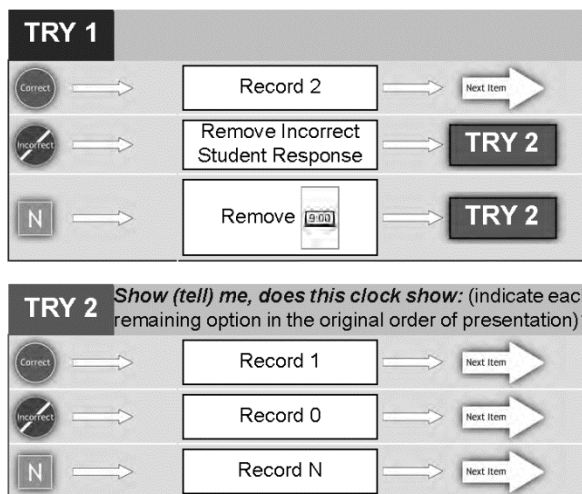 TRY 1
Correct Record 2 Next Item
Incorrect Remove Incorrect
Student Response TRY 2
N Remove 9:00 TRY 2
TRY 2 Show (tell) me, does this clock show: (indicate eac
remaining option in the original order of presentation)
Correct Record 1 Next Item
Incorrect Record 0 Next Item
N Record N Next Item